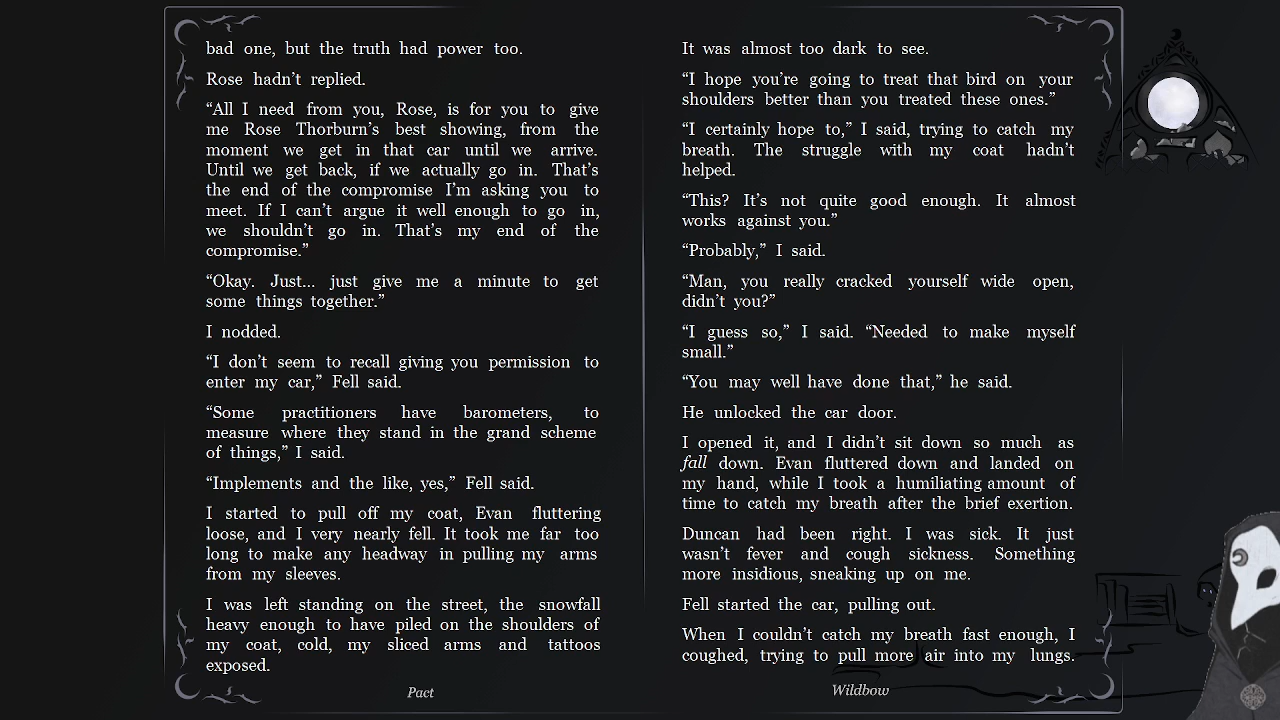 bad one, but the truth had power too.
Rose hadn’t replied.
“All I need from you, Rose, is for you to give
me Rose Thorburn’s best showing, from the
moment we get in that car until we arrive.
Until we get back, if we actually go in. That’s
the end of the compromise I’m asking you to
meet. If I can’t argue it well enough to go in,
we shouldn’t go in. That’s my end of the
compromise.”
“Okay. Just... just give me a minute to get
some things together.”
I nodded.
“I don’t seem to recall giving you permission to
enter my car,” Fell said.
“Some practitioners have barometers, to
measure where they stand in the grand scheme
of things,” I said.
“Implements and the like, yes,” Fell said.
I started to pull off my coat, Evan fluttering
loose, and I very nearly fell. It took me far too
long to make any headway in pulling my arms
from my sleeves.
I was left standing on the street, the snowfall
heavy enough to have piled on the shoulders of
my coat, cold, my sliced arms and tattoos
exposed.
Pact
It was almost too dark to see.
“I hope you’re going to treat that bird on your
shoulders better than you treated these ones.”
“I certainly hope to,” I said, trying to catch my
breath. The struggle with my coat hadn’t
helped.
“This? It’s not quite good enough. It almost
works against you.”
“Probably,” I said.
“Man, you really cracked yourself wide open,
didn’t you?”
“I guess so,” I said. “Needed to make myself
small.”
“You may well have done that,” he said.
He unlocked the car door.
I opened it, and I didn’t sit down so much as
fall down. Evan fluttered down and landed on
my hand, while I took a humiliating amount of
time to catch my breath after the brief exertion.
Duncan had been right. I was sick. It just
wasn’t fever and cough sickness. Something
more insidious, sneaking up on me.
Fell started the car, pulling out.
When I couldn’t catch my breath fast enough, I
coughed, trying to pull more air into my lungs.
Wildbow